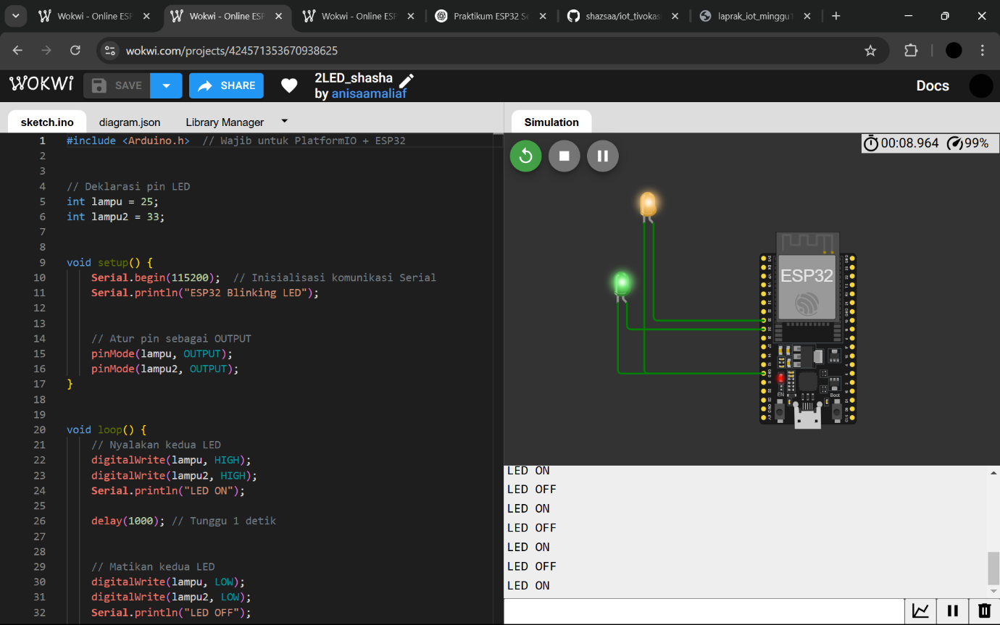 Wokwi - Online ESP
Wokwi - Online ESP
Wokwi - Online ESP
Praktikum ESP32 Se
shazsaa/iot_tivokas
laprak_iot_minggu1
wokwi.com/projects/424571353670938625
WOKWI
SAVE
SHARE
2LED_shasha
by anisaamaliaf
Docs
sketch.ino
diagram.json
Library Manager
Simulation
1 #include <Arduino.h>  // Wajib untuk PlatformIO + ESP32
2
3
4 // Deklarasi pin LED
5 int lampu = 25;
6 int lampu2 = 33;
7
8
9 void setup() {
10 Serial.begin(115200);  // Inisialisasi komunikasi Serial
11 Serial.println("ESP32 Blinking LED");
12
13
14 // Atur pin sebagai OUTPUT
15 pinMode(lampu, OUTPUT);
16 pinMode(lampu2, OUTPUT);
17 }
18
19
20 void loop() {
21 // Nyalakan kedua LED
22 digitalWrite(lampu, HIGH);
23 digitalWrite(lampu2, HIGH);
24 Serial.println("LED ON");
25
26 delay(1000); // Tunggu 1 detik
27
28
29 // Matikan kedua LED
30 digitalWrite(lampu, LOW);
31 digitalWrite(lampu2, LOW);
32 Serial.println("LED OFF");
00:08.964
99%
ESP32
EN
Boot
LED ON
LED OFF
LED ON
LED OFF
LED ON
LED OFF
LED ON